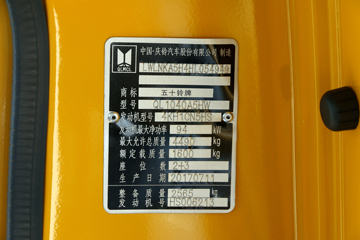 中国·庆铃汽车股份有限公司 制造
QLMCL
商标 五十铃牌
型号 QL1040A5HW
发动机型号 4KH1CN5HS
发动机最大净功率 94 kW
最大允许总质量 4490 kg
额定载质量 1600 kg
座位数 2+3
生产日期 20170711
整备质量 2565 kg
发动机号 HS006213